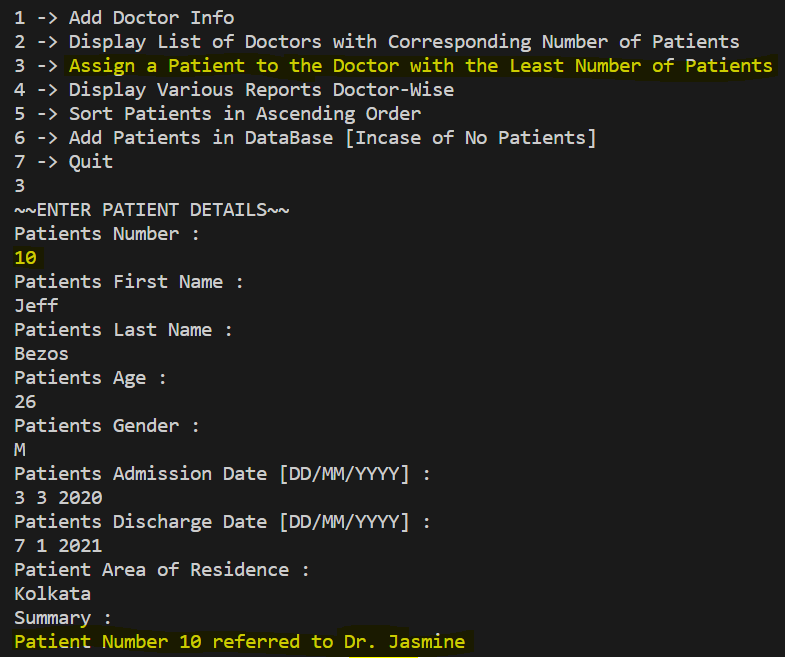 1 -> Add Doctor Info
2 -> Display List of Doctors with Corresponding Number of Patients
3 -> Assign a Patient to the Doctor with the Least Number of Patients
4 -> Display Various Reports Doctor-Wise
5 -> Sort Patients in Ascending Order
6 -> Add Patients in DataBase [Incase of No Patients]
7 -> Quit
3
~~ENTER PATIENT DETAILS~~
Patients Number :
10
Patients First Name :
Jeff
Patients Last Name :
Bezos
Patients Age :
26
Patients Gender :
M
Patients Admission Date [DD/MM/YYYY] :
3 3 2020
Patients Discharge Date [DD/MM/YYYY] :
7 1 2021
Patient Area of Residence :
Kolkata
Summary :
Patient Number 10 referred to Dr. Jasmine